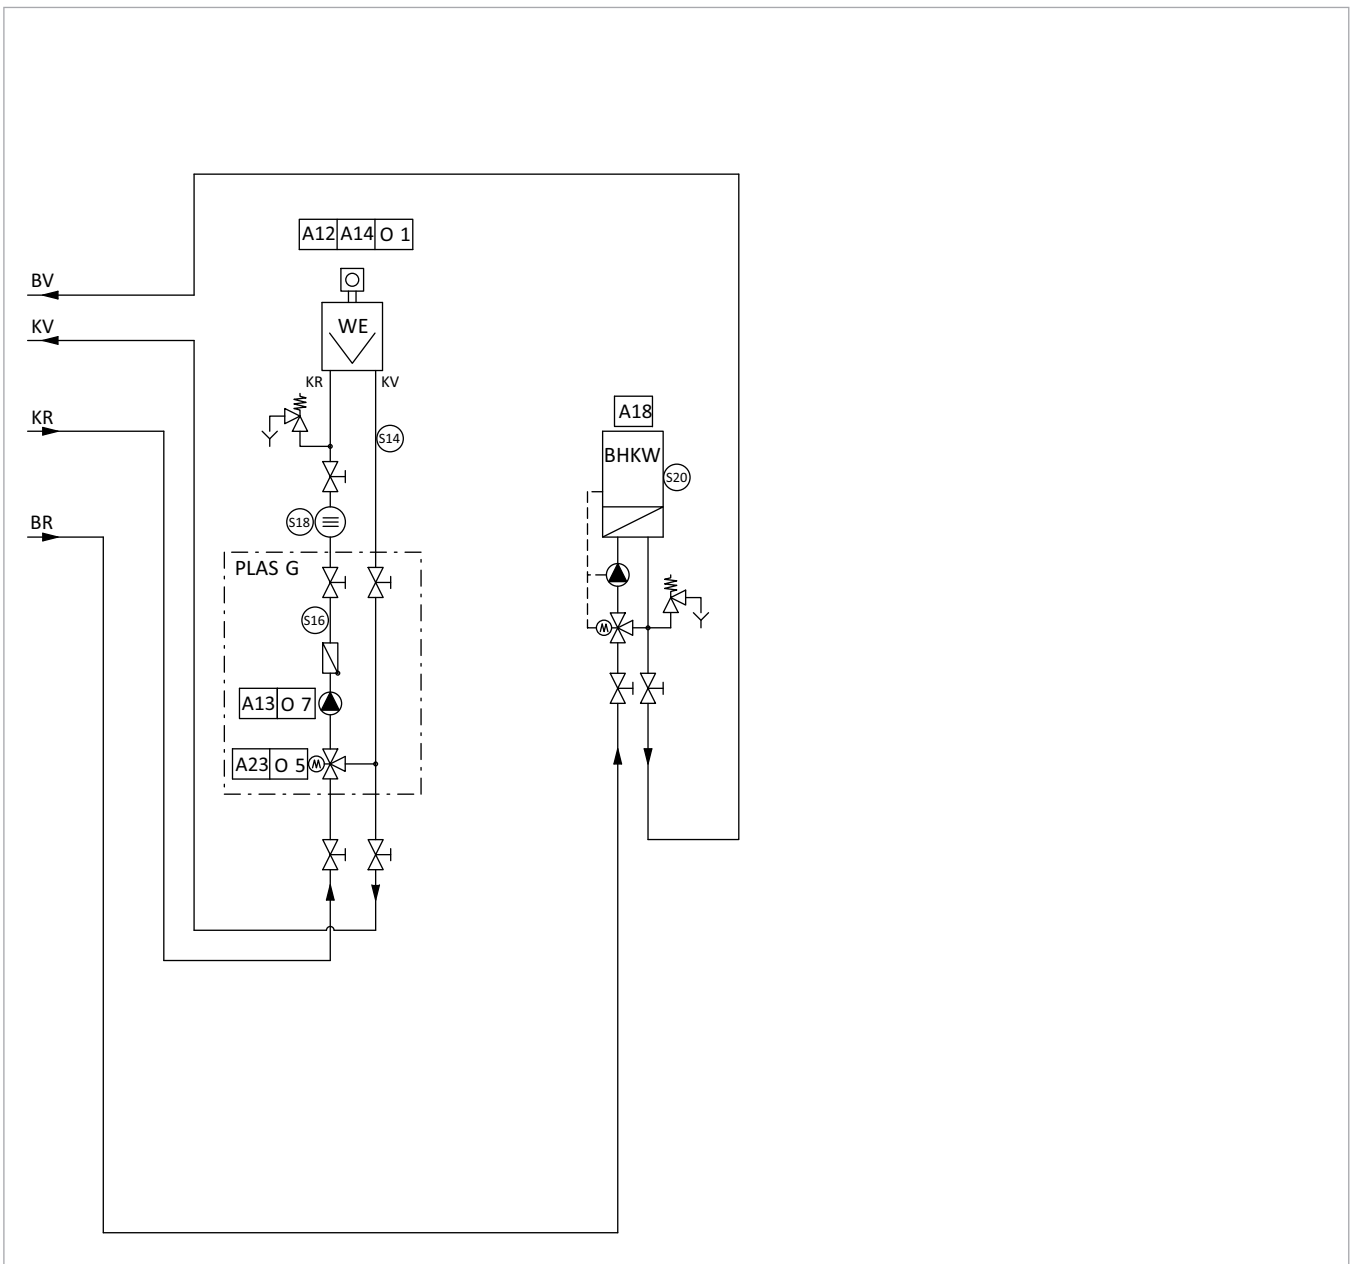 A12 A14 O 1
BV
KV
WE
KR KV
KR
A18
S14
BHKW
S20
BR
S18
PLAS G
S16
A13 O 7
M
A23 O 5 M